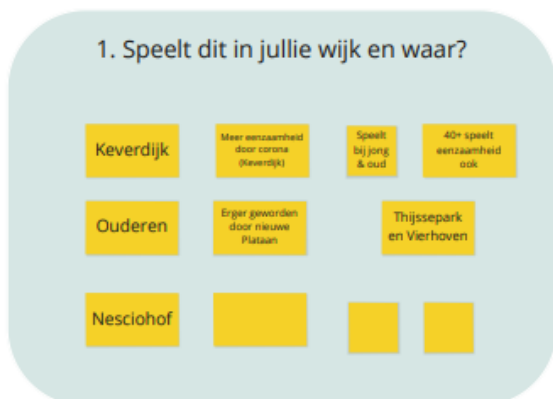 1. Speelt dit in jullie wijk en waar?
Keverdijk
Meer eenzaamheid
door corona
(Keverdijk)
Speelt
bij jong
& oud
40+ speelt
eenzaamheid
ook
Ouderen
Erger geworden
door nieuwe
Plataan
Thijssepark
en Vierhoven
Nesciohof